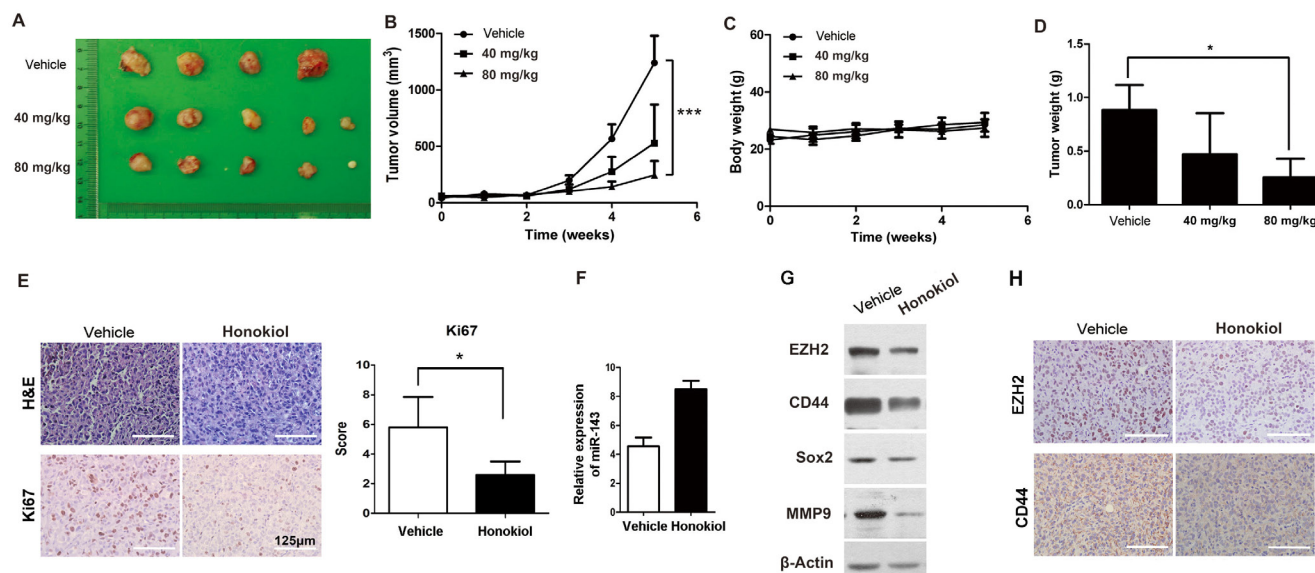 A
Vehicle
40 mg/kg
80 mg/kg
B
Vehicle
40 mg/kg
80 mg/kg
Tumor volume (mm³)
1500
1000
500
0
0 2 4 6
Time (weeks)
***
C
Vehicle
40 mg/kg
80 mg/kg
Body weight (g)
60
40
20
0
0 2 4 6
Time (weeks)
D
Tumor weight (g)
1.5
1.0
0.5
0.0
*
Vehicle 40 mg/kg 80 mg/kg
E
Vehicle Honokiol
H&E
Ki67
125μm
Ki67
*
Score
10
8
6
4
2
0
Vehicle Honokiol
F
Relative expression
of miR-143
10
8
6
4
2
0
Vehicle Honokiol
G
Vehicle Honokiol
EZH2
CD44
Sox2
MMP9
β-Actin
H
Vehicle Honokiol
EZH2
CD44